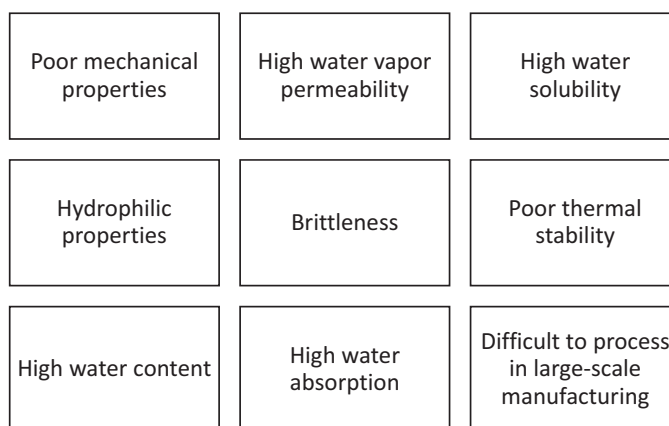 Poor mechanical
properties
High water vapor
permeability
High water
solubility
Hydrophilic
properties
Brittleness
Poor thermal
stability
High water content
High water
absorption
Difficult to process
in large-scale
manufacturing